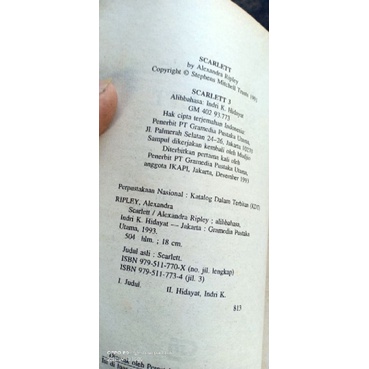 SCARLETT
by Alexandra Ripley
Copyright © Stephens Mitchell Trusts 1991
SCARLETT 3
Alihbahasa: Indri K. Hidayat
GM 402 93.775
Hak cipta terjemahan Indonesia:
Penerbit PT Gramedia Pustaka Utama,
Jl. Palmerah Selatan 24-26, Jakarta 10270
Sampul dikerjakan kembali oleh
Diterbitkan pertama kali oleh
Penerbit PT Gramedia Pustaka Utama,
anggota IKAPI, Jakarta, Desember 1993
Perpustakaan Nasional : Katalog Dalam Terbitan (KDT)
RIPLEY, Alexandra
Scarlett / Alexandra Ripley ; alihbahasa,
Indri K. Hidayat — Jakarta : Gramedia Pustaka
Utama, 1993.
504 hlm. ; 18 cm.
Judul asli : Scarlett.
ISBN 979-511-770-X (no. jil. lengkap)
ISBN 979-511-773-4 (jil. 3)
I. Judul. II. Hidayat, Indri K.
813
oleh